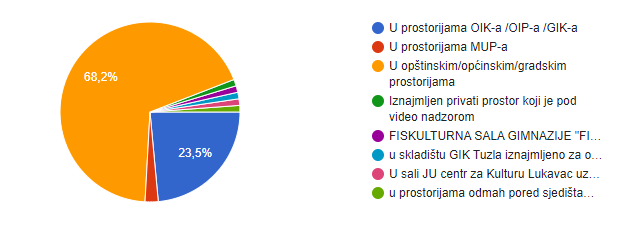 68,2%
23,5%
U prostorijama OIK-a /OIP-a /GIK-a
U prostorijama MUP-a
U opštinskim/općinskim/gradskim
prostorijama
Iznajmljen privati prostor koji je pod
video nadzorom
FISKULTURNA SALA GIMNAZIJE "FI…
u skladištu GIK Tuzla iznajmljeno za o…
U sali JU centr za Kulturu Lukavac uz…
u prostorijama odmah pored sjedišta…